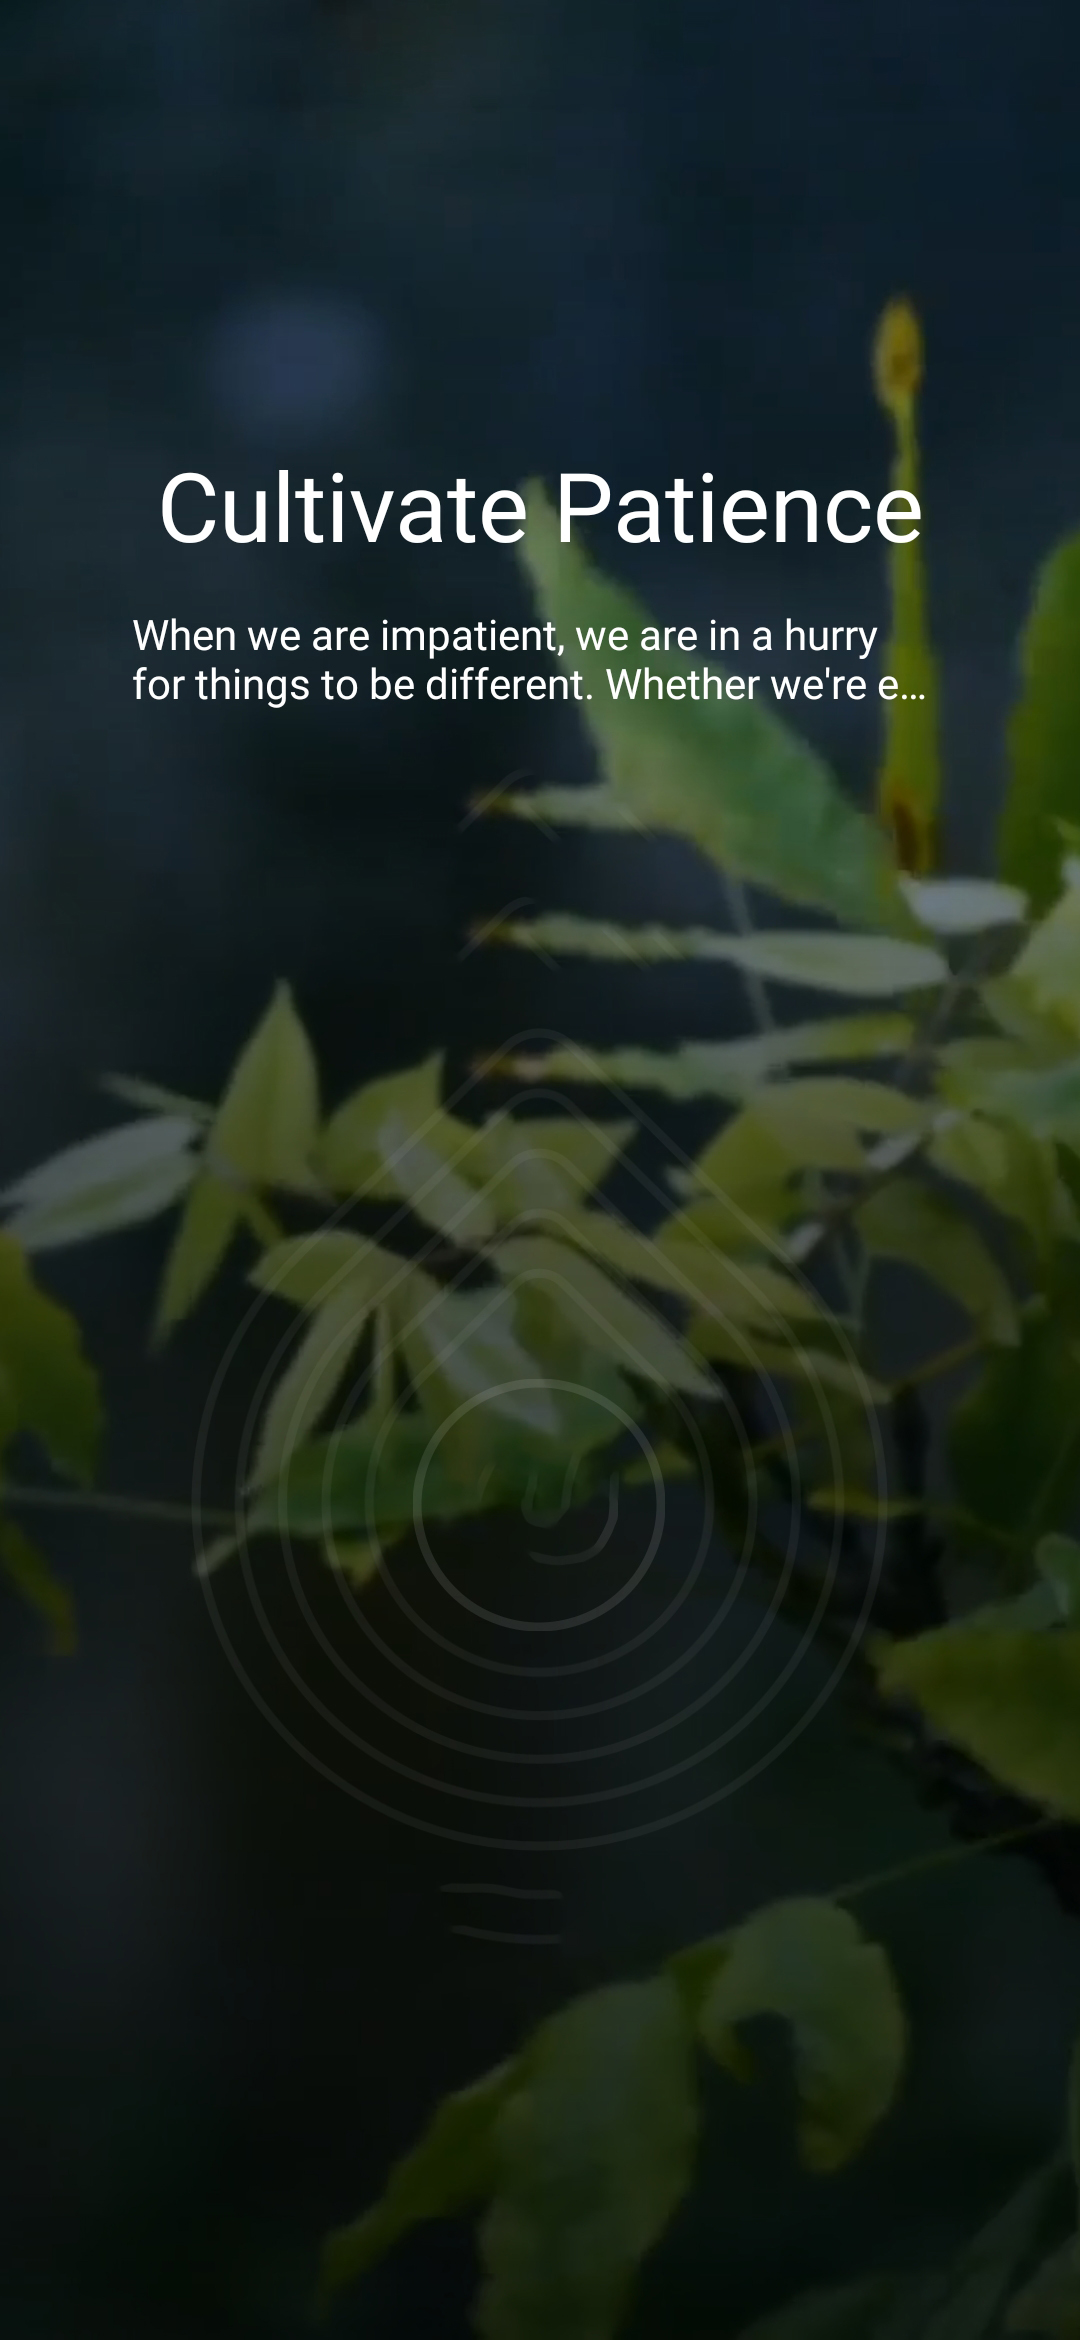 Cultivate Patience
When we are impatient, we are in a hurry
for things to be different. Whether we're e...